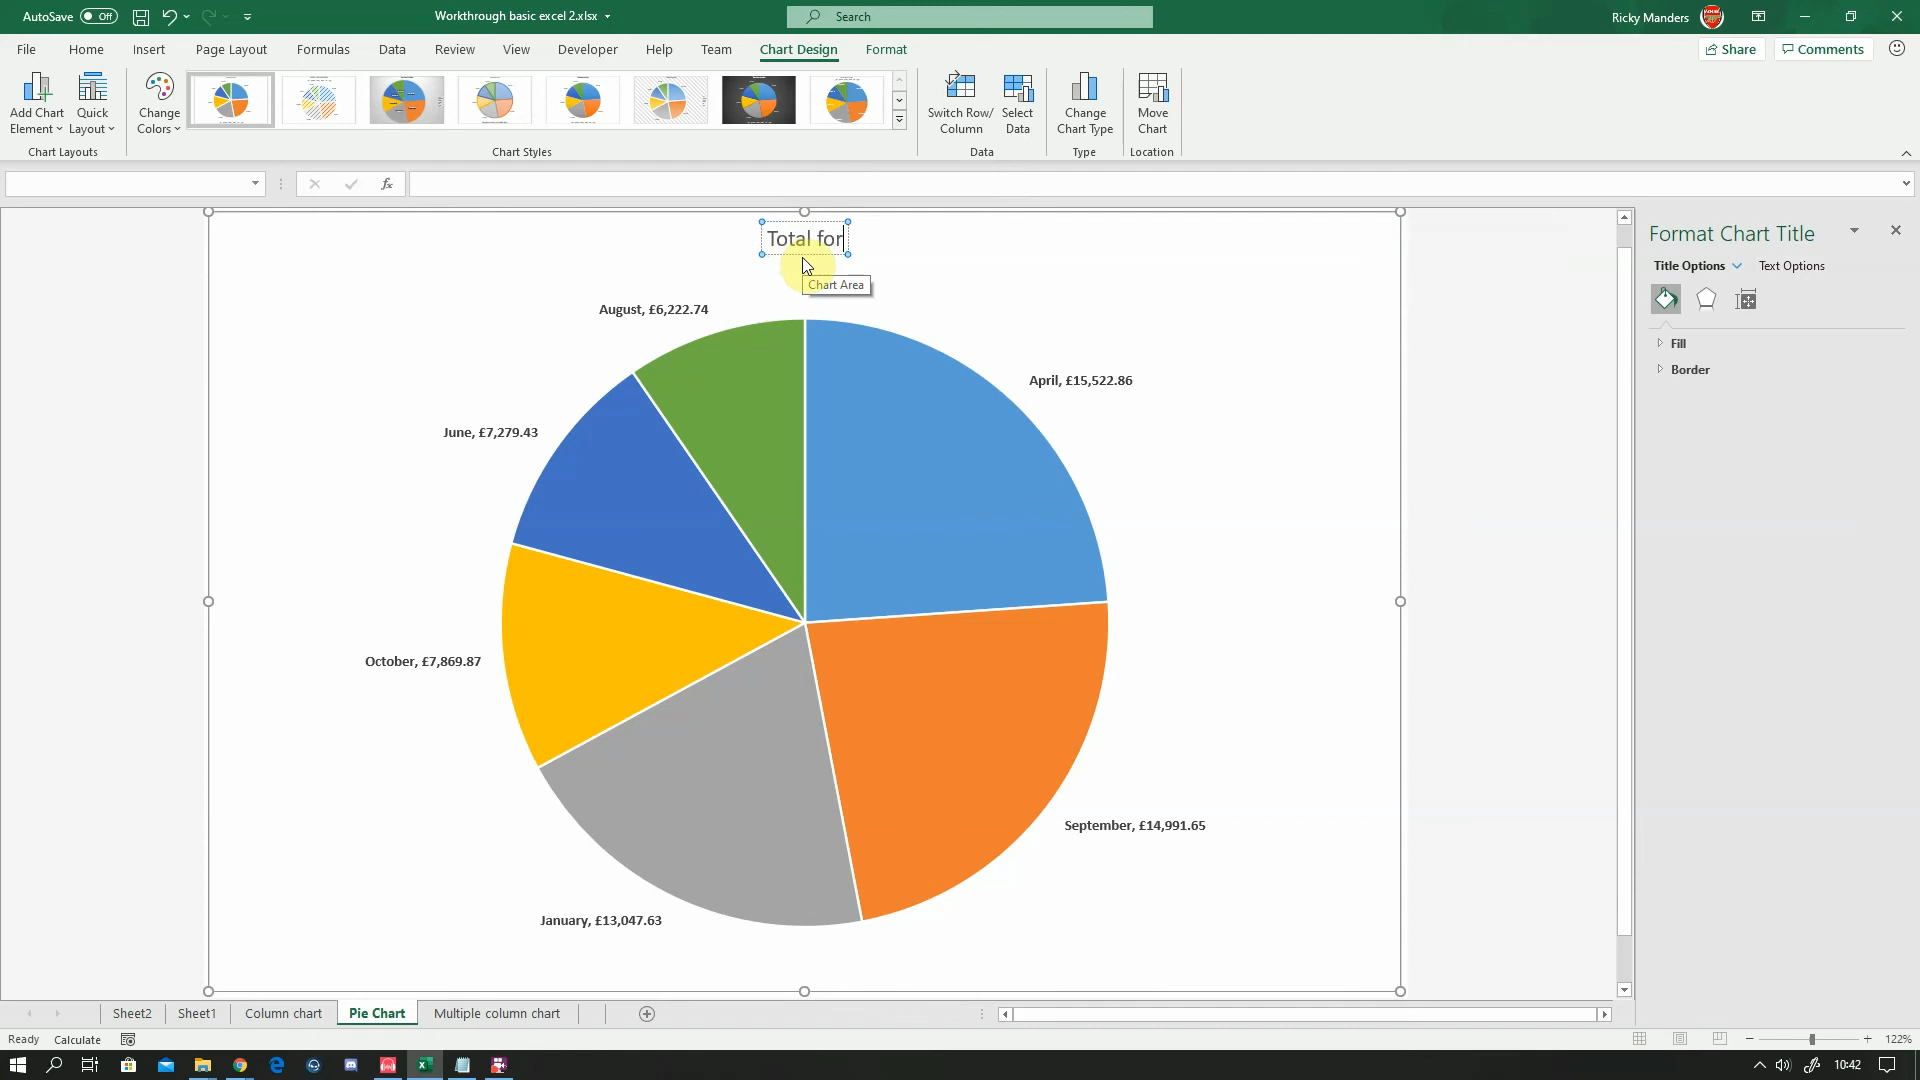 AutoSave Off
Workthrough basic excel 2.xlsx
Search
Ricky Manders
File Home Insert Page Layout Formulas Data Review View Developer Help Team Chart Design Format
Share Comments
Add Chart Element
Quick Layout
Change Colors
Switch Row/ Column
Select Data
Change Chart Type
Move Chart
Chart Layouts Chart Styles Data Type Location
fx
Total for
Chart Area
August, £6,222.74
April, £15,522.86
June, £7,279.43
October, £7,869.87
September, £14,991.65
January, £13,047.63
Format Chart Title
Title Options Text Options
Fill
Border
Sheet2 Sheet1 Column chart Pie Chart Multiple column chart
Ready Calculate
122%
10:42